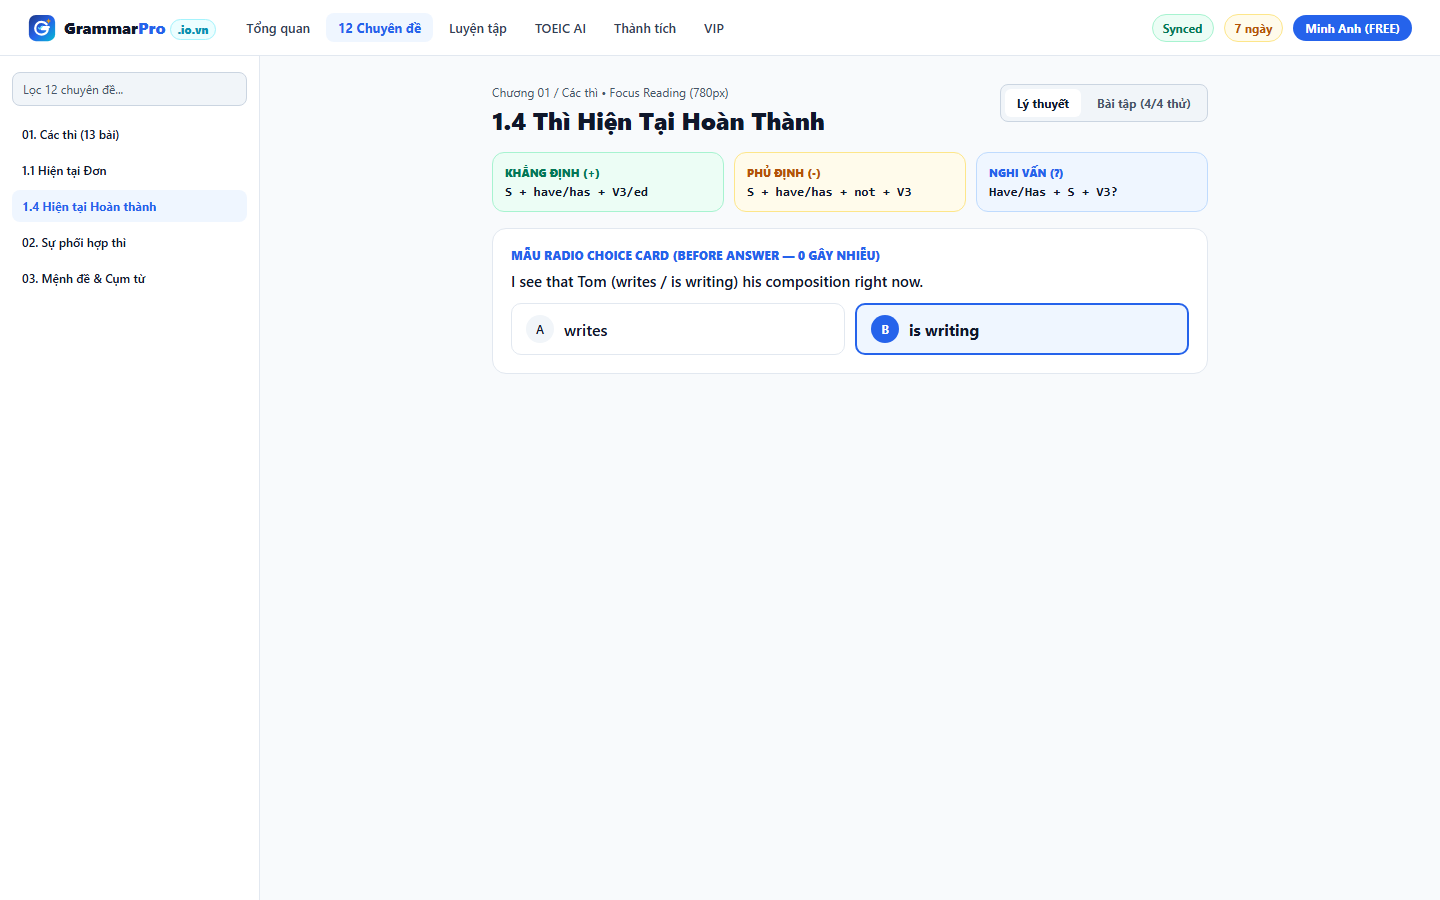 GrammarPro .io.vn
Tổng quan
12 Chuyên đề
Luyện tập
TOEIC AI
Thành tích
VIP
Synced
7 ngày
Minh Anh (FREE)
Lọc 12 chuyên đề...
01. Các thì (13 bài)
1.1 Hiện tại Đơn
1.4 Hiện tại Hoàn thành
02. Sự phối hợp thì
03. Mệnh đề & Cụm từ
Chương 01 / Các thì • Focus Reading (780px)
1.4 Thì Hiện Tại Hoàn Thành
Lý thuyết
Bài tập (4/4 thử)
KHẲNG ĐỊNH (+)
S + have/has + V3/ed
PHỦ ĐỊNH (-)
S + have/has + not + V3
NGHI VẤN (?)
Have/Has + S + V3?
MẪU RADIO CHOICE CARD (BEFORE ANSWER — 0 GÂY NHIỄU)
I see that Tom (writes / is writing) his composition right now.
A writes
B is writing